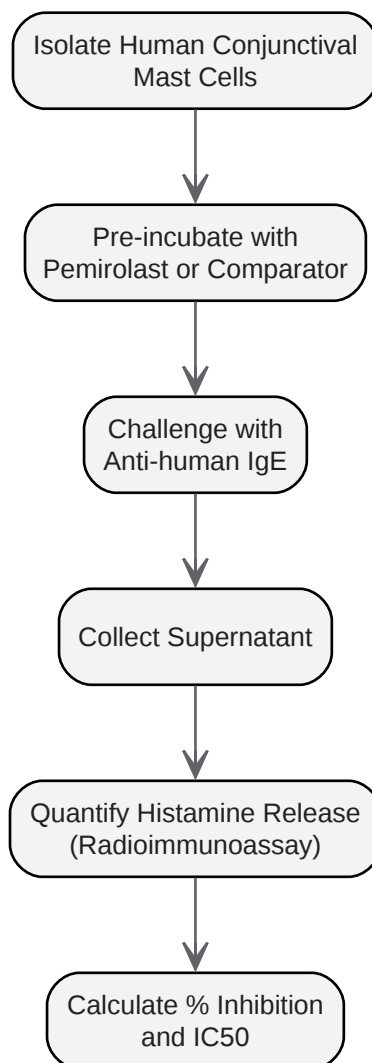 Isolate Human Conjunctival
Mast Cells
Pre-incubate with
Pemirolast or Comparator
Challenge with
Anti-human IgE
Collect Supernatant
Quantify Histamine Release
(Radioimmunoassay)
Calculate % Inhibition
and IC50